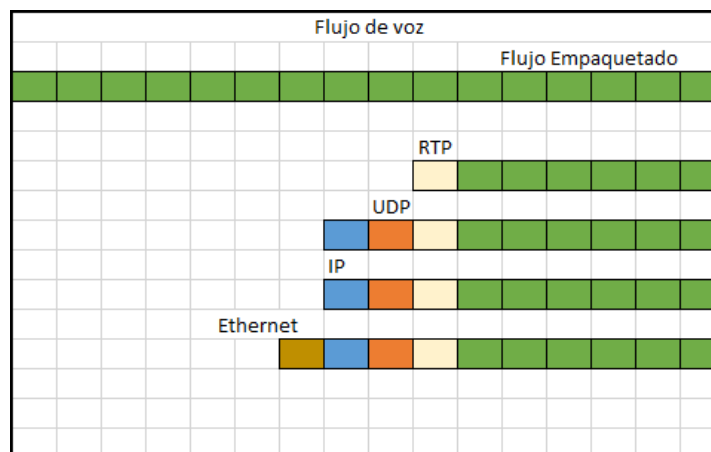 Flujo de voz
Flujo Empaquetado
RTP
UDP
IP
Ethernet